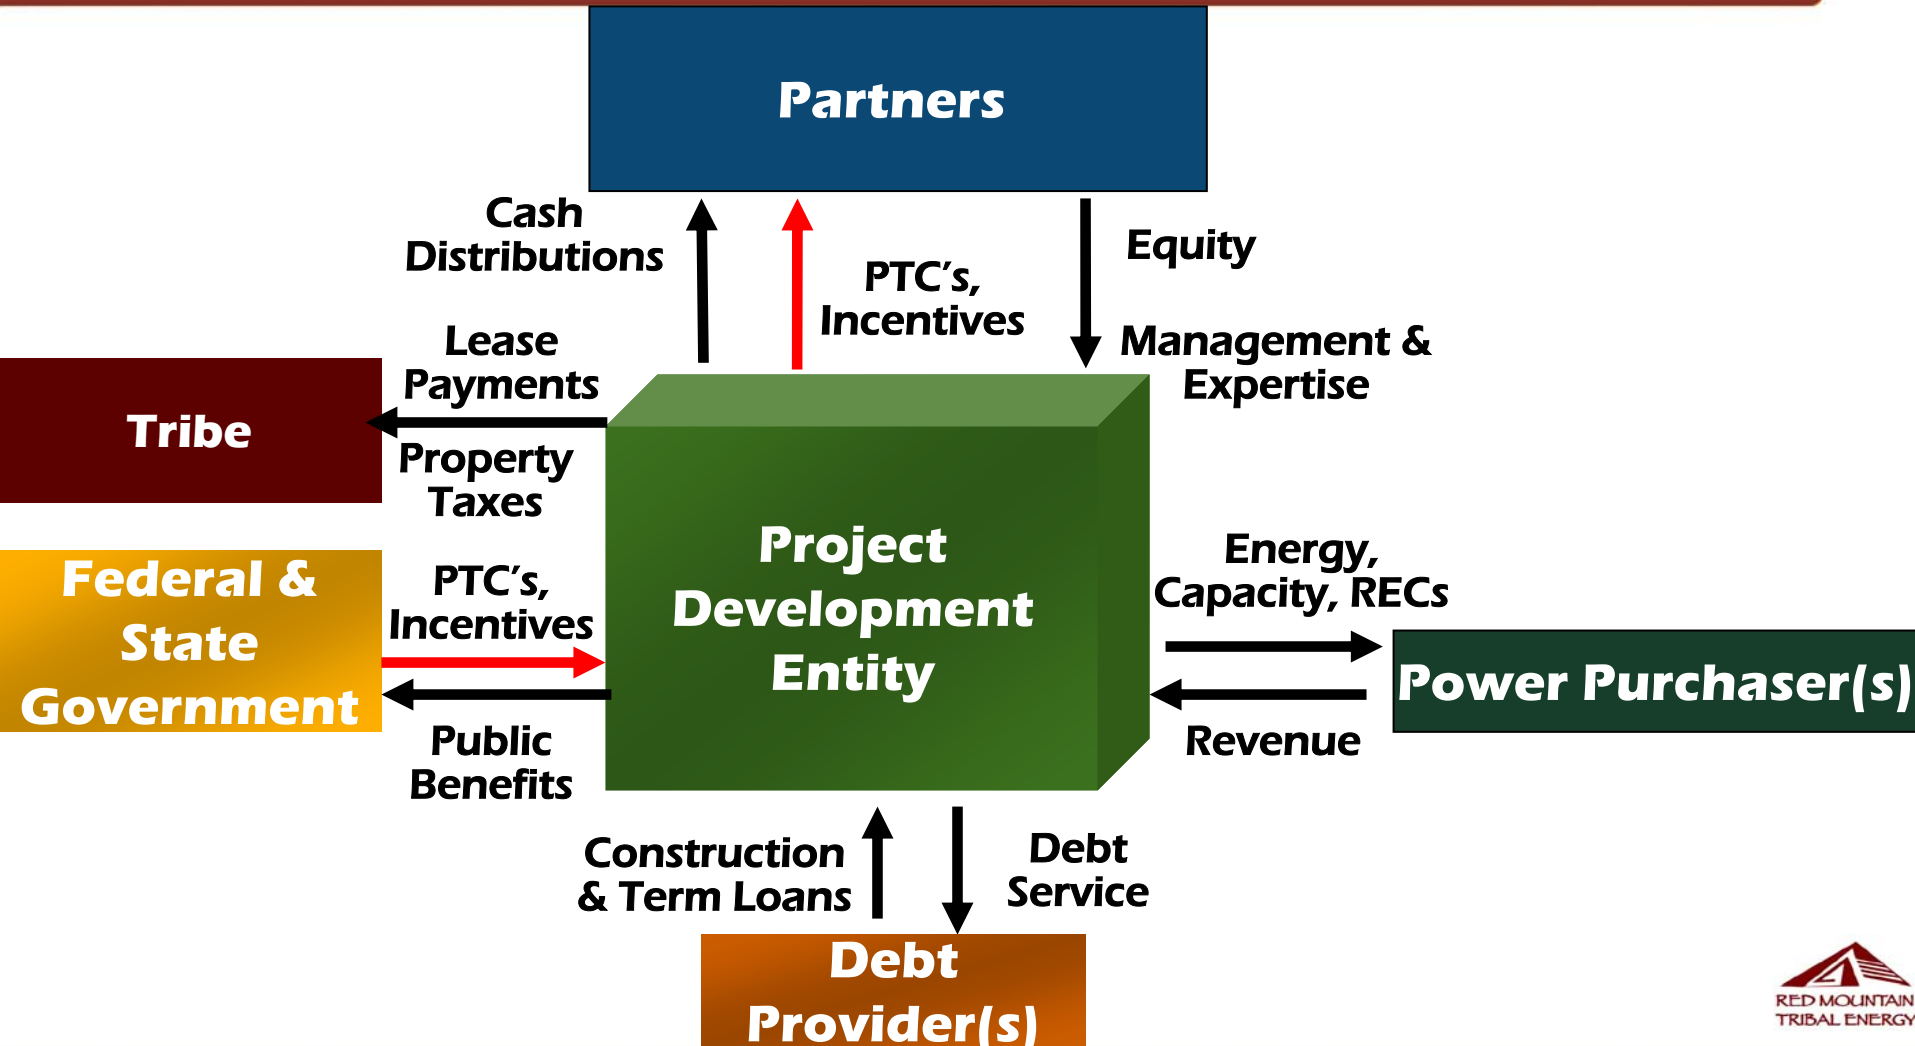 Partners
Cash
Distributions
PTC's,
Incentives
Equity
Management &
Expertise
Lease
Payments
Tribe
Property
Taxes
Federal &
State
Government
PTC's,
Incentives
Public
Benefits
Project
Development
Entity
Energy,
Capacity, RECs
Power Purchaser(s)
Revenue
Construction
& Term Loans
Debt
Service
Debt
Provider(s)
RED MOUNTAIN
TRIBAL ENERGY